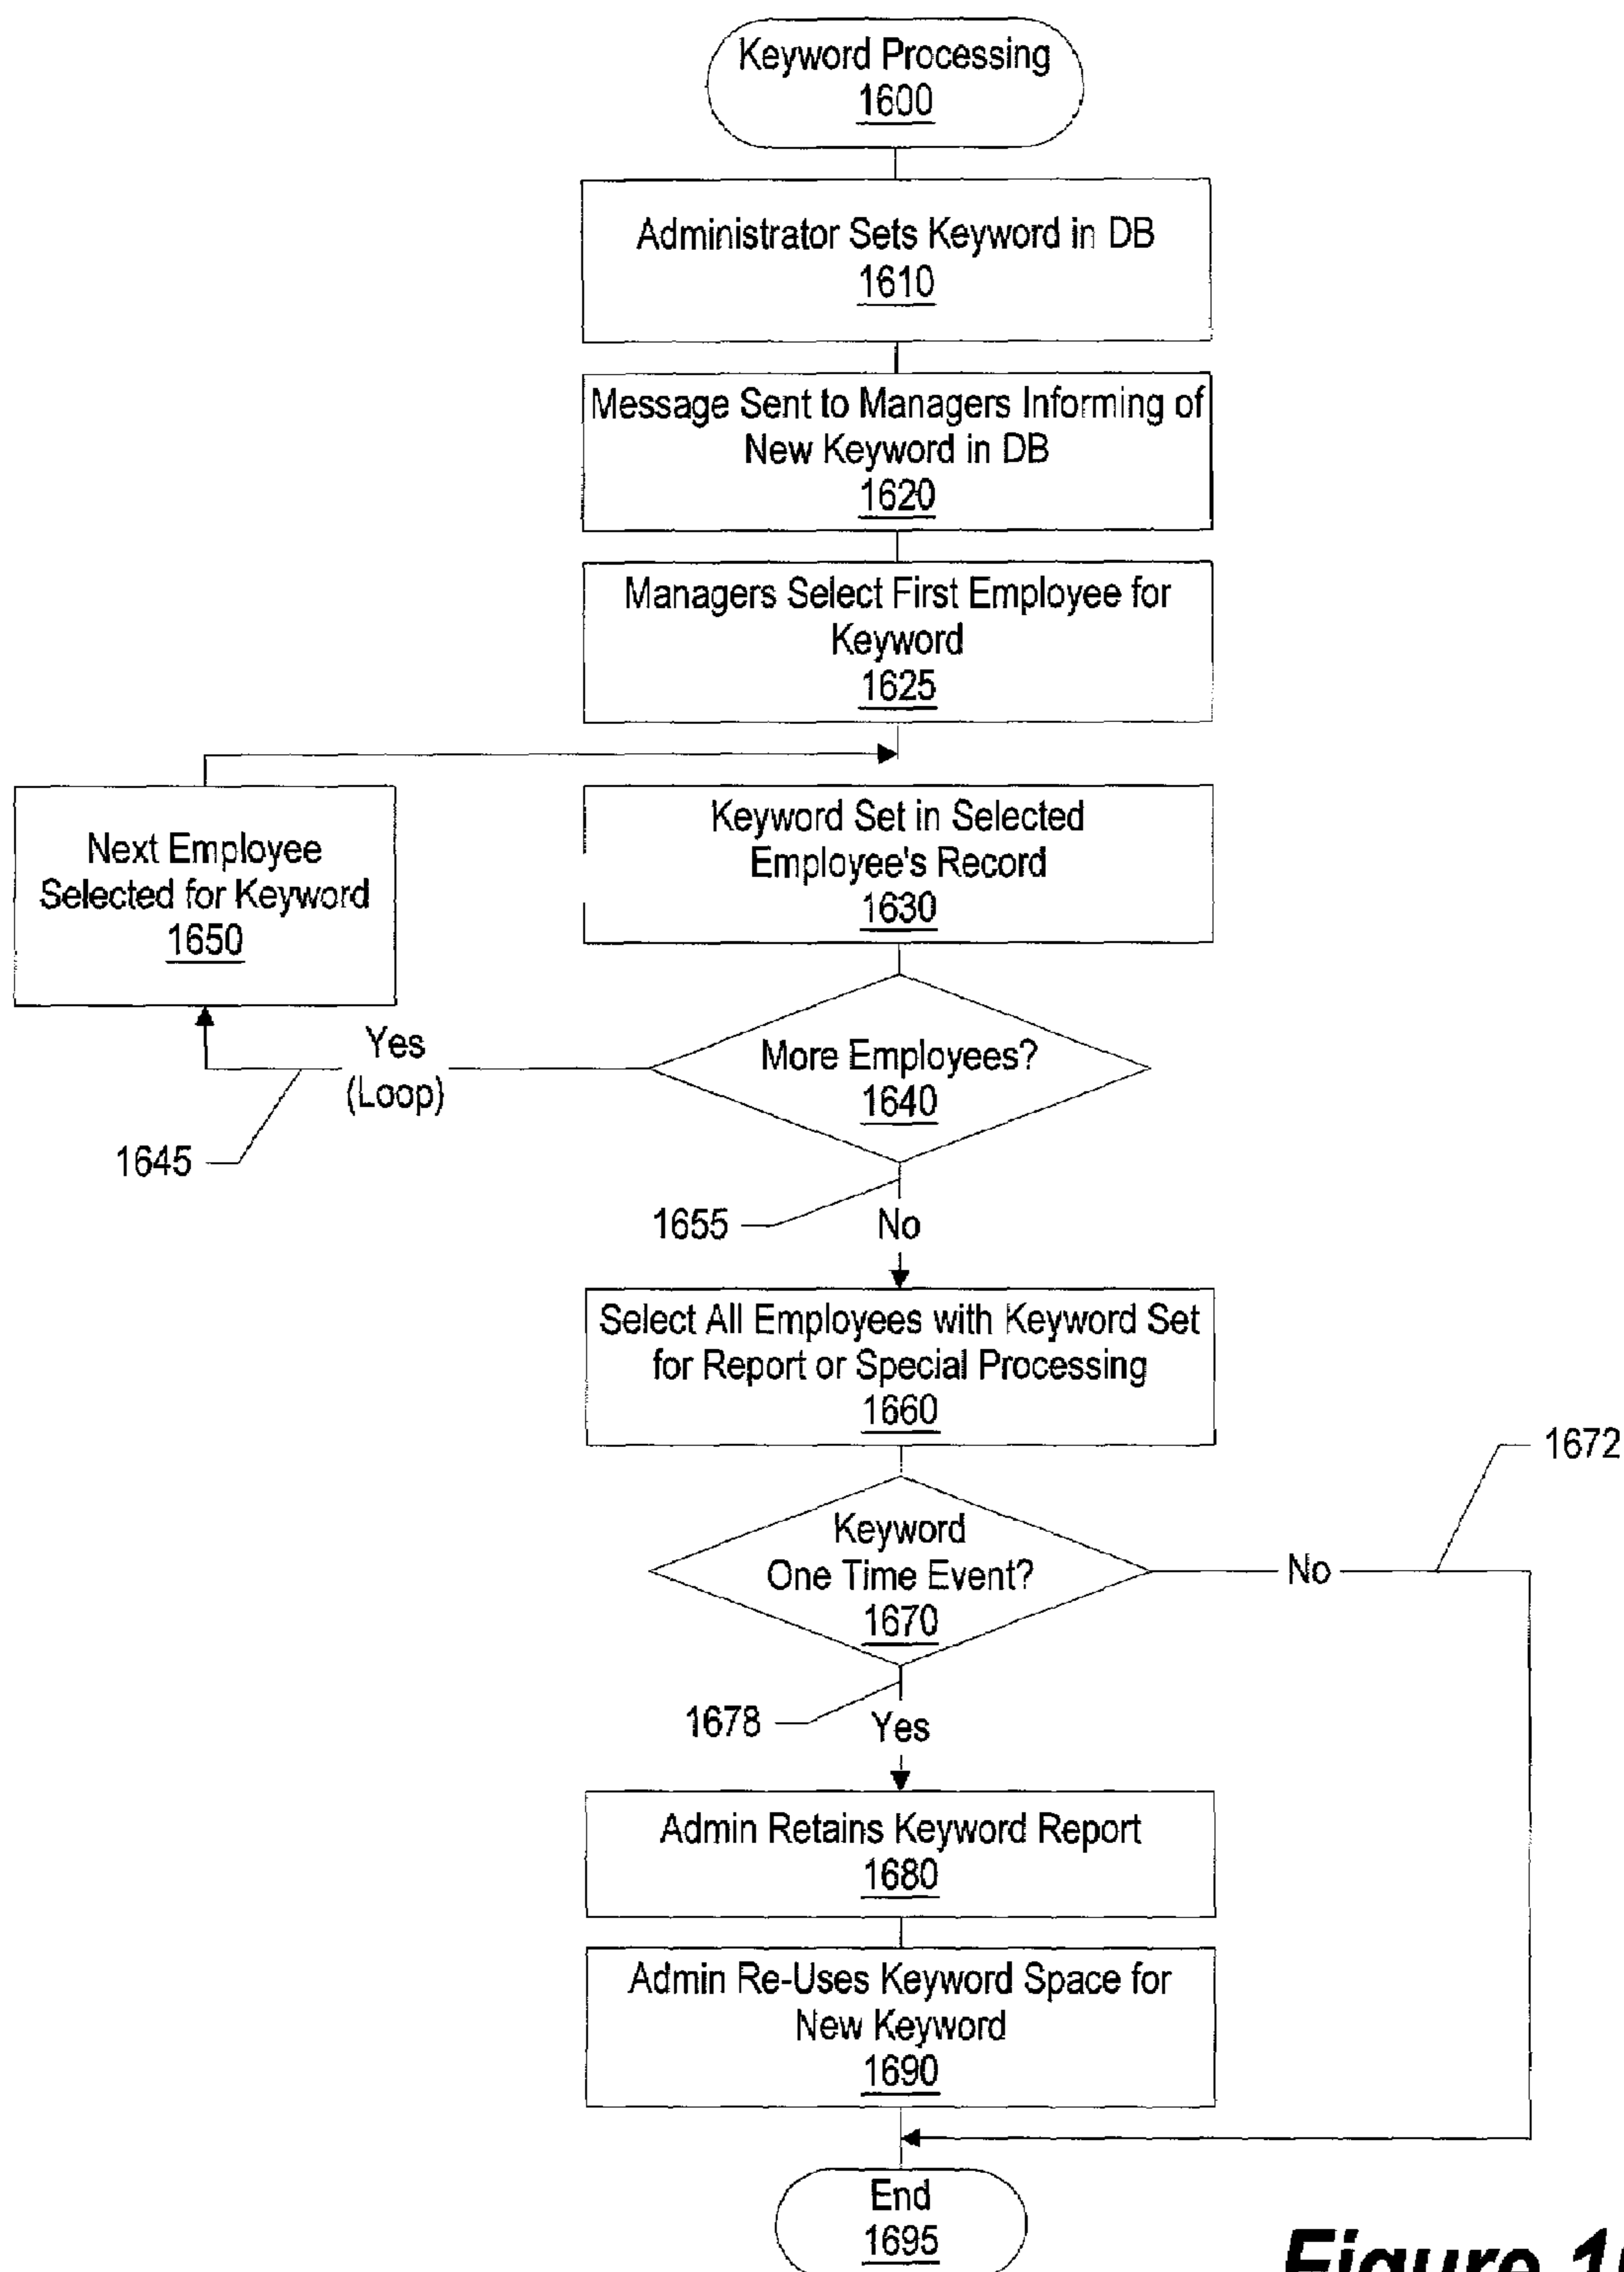 Keyword Processing
1600
Administrator Sets Keyword in DB
1610
Message Sent to Managers Informing of
New Keyword in DB
1620
Managers Select First Employee for
Keyword
1625
Next Employee
Selected for Keyword
1650
Keyword Set in Selected
Employee's Record
1630
Yes
(Loop)
More Employees?
1640
1645
1655
No
Select All Employees with Keyword Set
for Report or Special Processing
1660
1672
Keyword
One Time Event?
1670
No
1678
Yes
Admin Retains Keyword Report
1680
Admin Re-Uses Keyword Space for
New Keyword
1690
End
1695
Figure